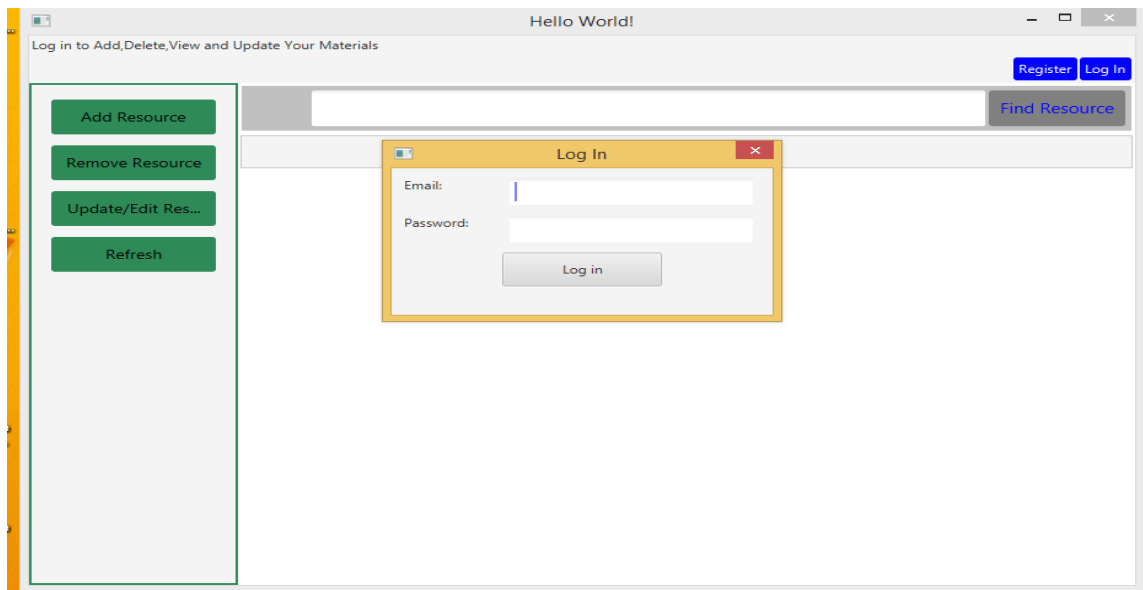 Hello World!
Log in to Add,Delete,View and Update Your Materials
Register Log In
Add Resource
Find Resource
Remove Resource
Update/Edit Res...
Refresh
Log In
Email:
Password:
Log in